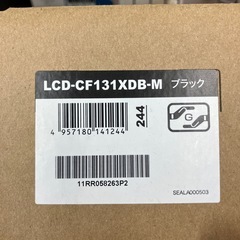 LCD-CF131XDB-M ブラック
4 957180 141244
244
G
11RR058263P2
SEALA000503